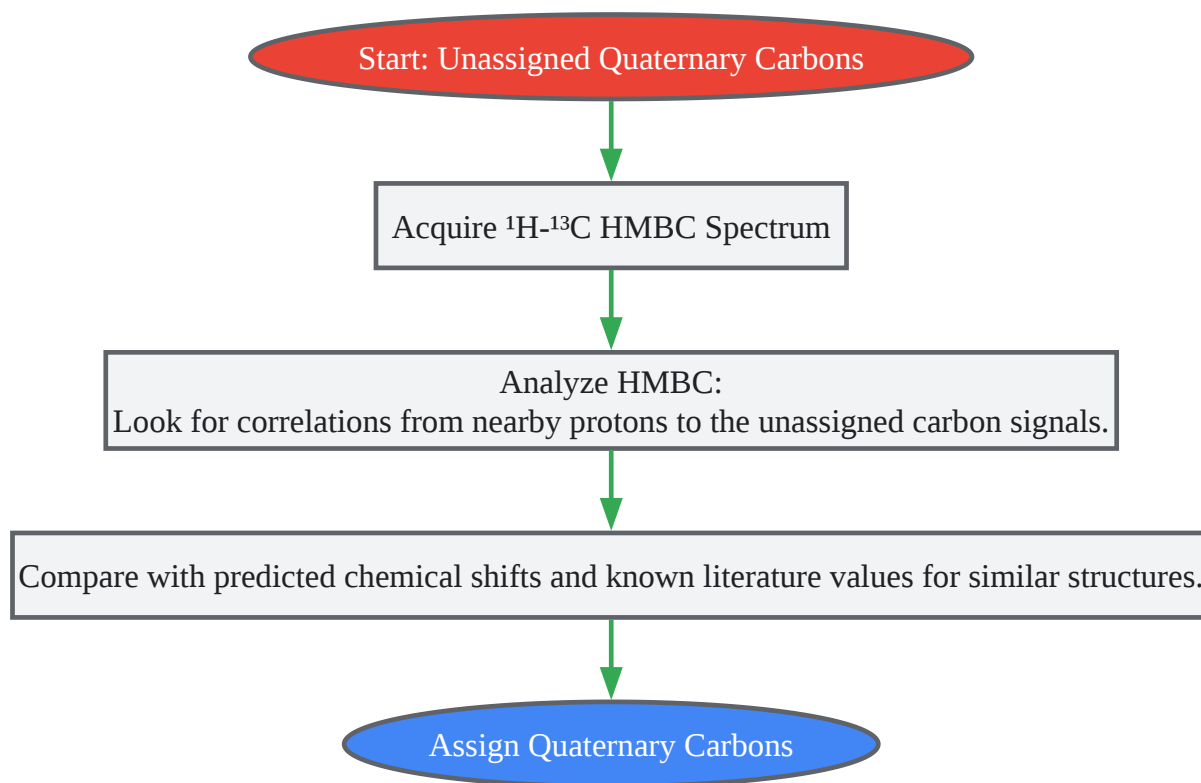 Start: Unassigned Quaternary Carbons
Acquire ¹H-¹³C HMBC Spectrum
Analyze HMBC:
Look for correlations from nearby protons to the unassigned carbon signals.
Compare with predicted chemical shifts and known literature values for similar structures.
Assign Quaternary Carbons